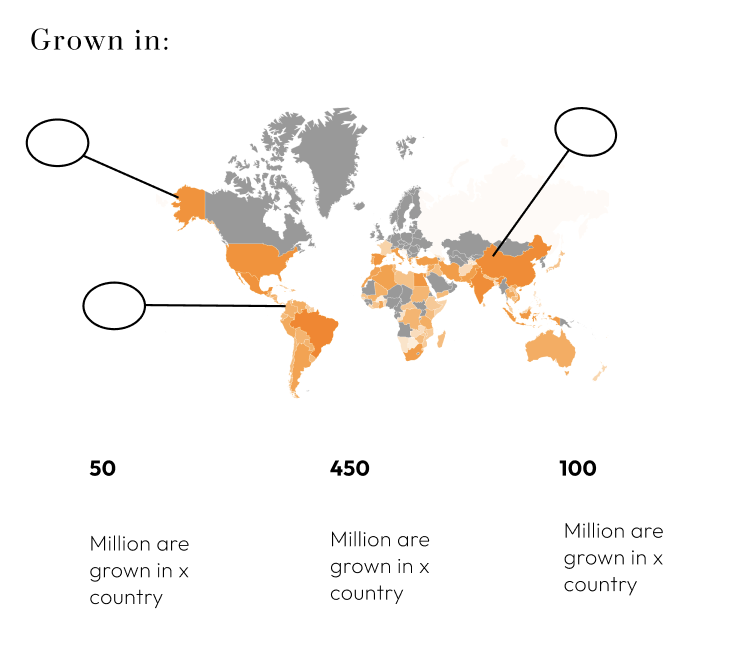 Grown in:
50
450
100
Million are
grown in x
country
Million are
grown in x
country
Million are
grown in x
country